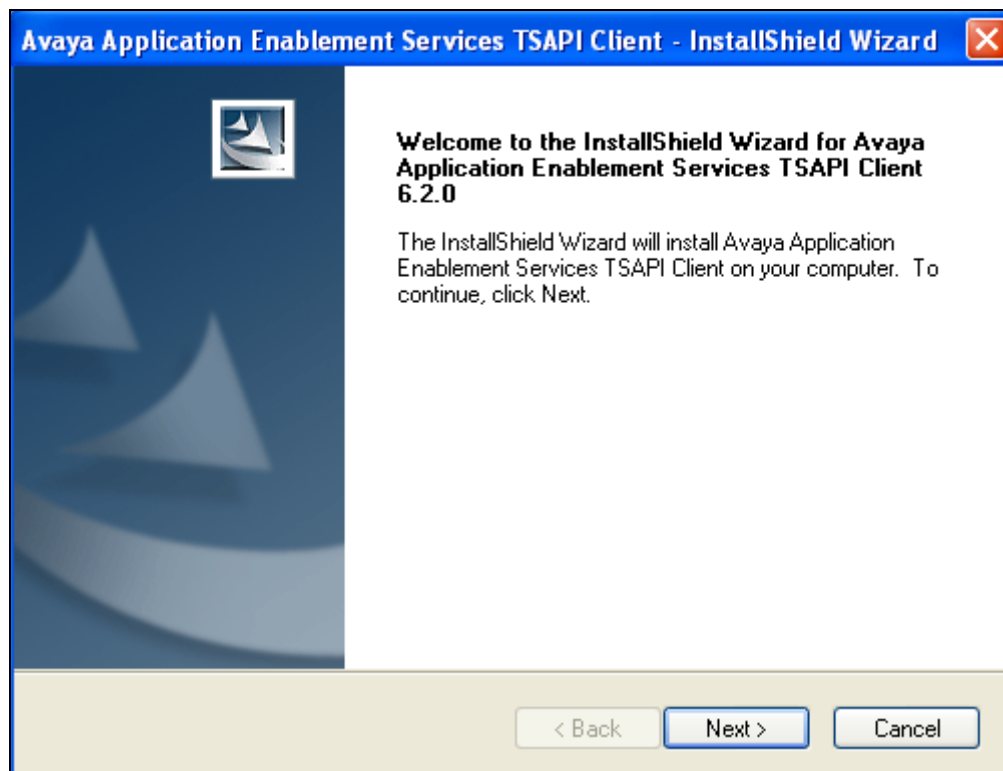 Avaya Application Enablement Services TSAPI Client - InstallShield Wizard
Welcome to the InstallShield Wizard for Avaya
Application Enablement Services TSAPI Client
6.2.0
The InstallShield Wizard will install Avaya Application
Enablement Services TSAPI Client on your computer. To
continue, click Next.
< Back
Next >
Cancel